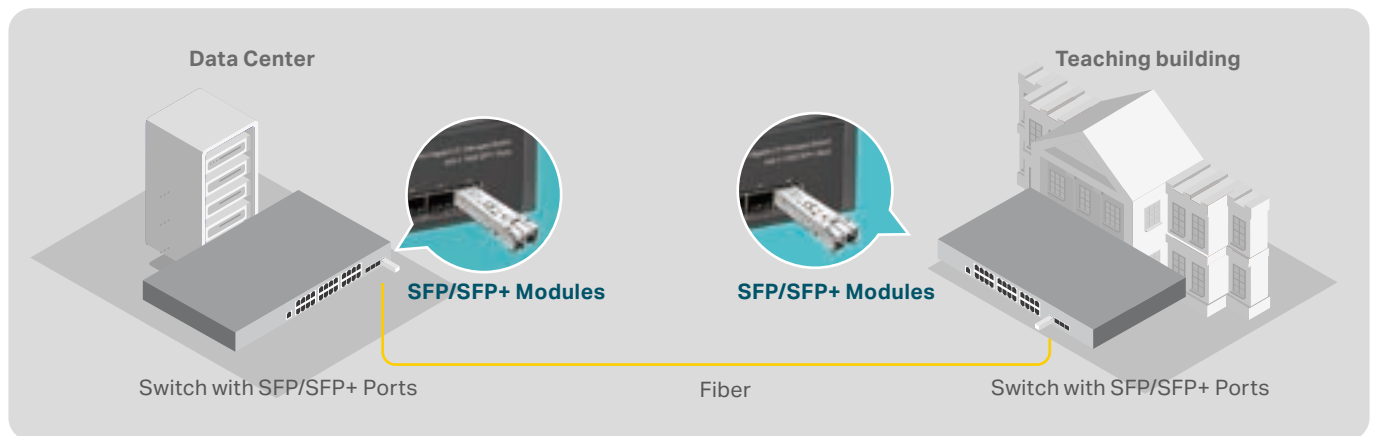 Data Center
Teaching building
SFP/SFP+ Modules
SFP/SFP+ Modules
Switch with SFP/SFP+ Ports
Fiber
Switch with SFP/SFP+ Ports